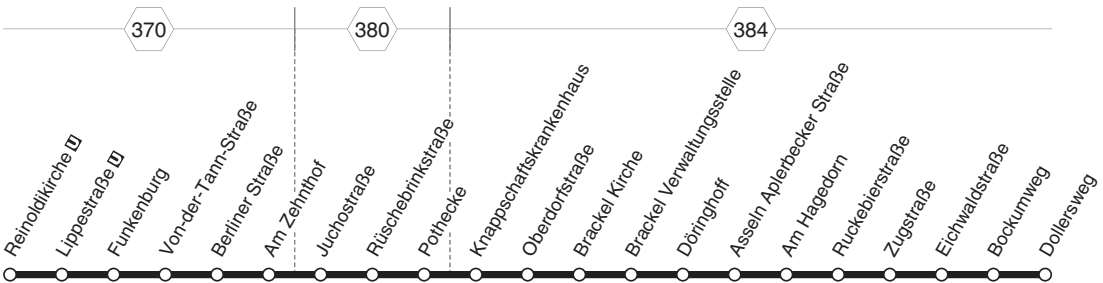 370
380
384
Reinoldikirche U
Lippestraße U
Funkenburg
Von-der-Tann-Straße
Berliner Straße
Am Zehnthof
Juchostraße
Rüschebrinkstraße
Pothecke
Knappschaftskrankenhaus
Oberdorfstraße
Brackel Kirche
Brackel Verwaltungsstelle
Döringhoff
Asseln Aplerbecker Straße
Am Hagedorn
Ruckebierstraße
Zugstraße
Eichwaldstraße
Bockumweg
Dollersweg